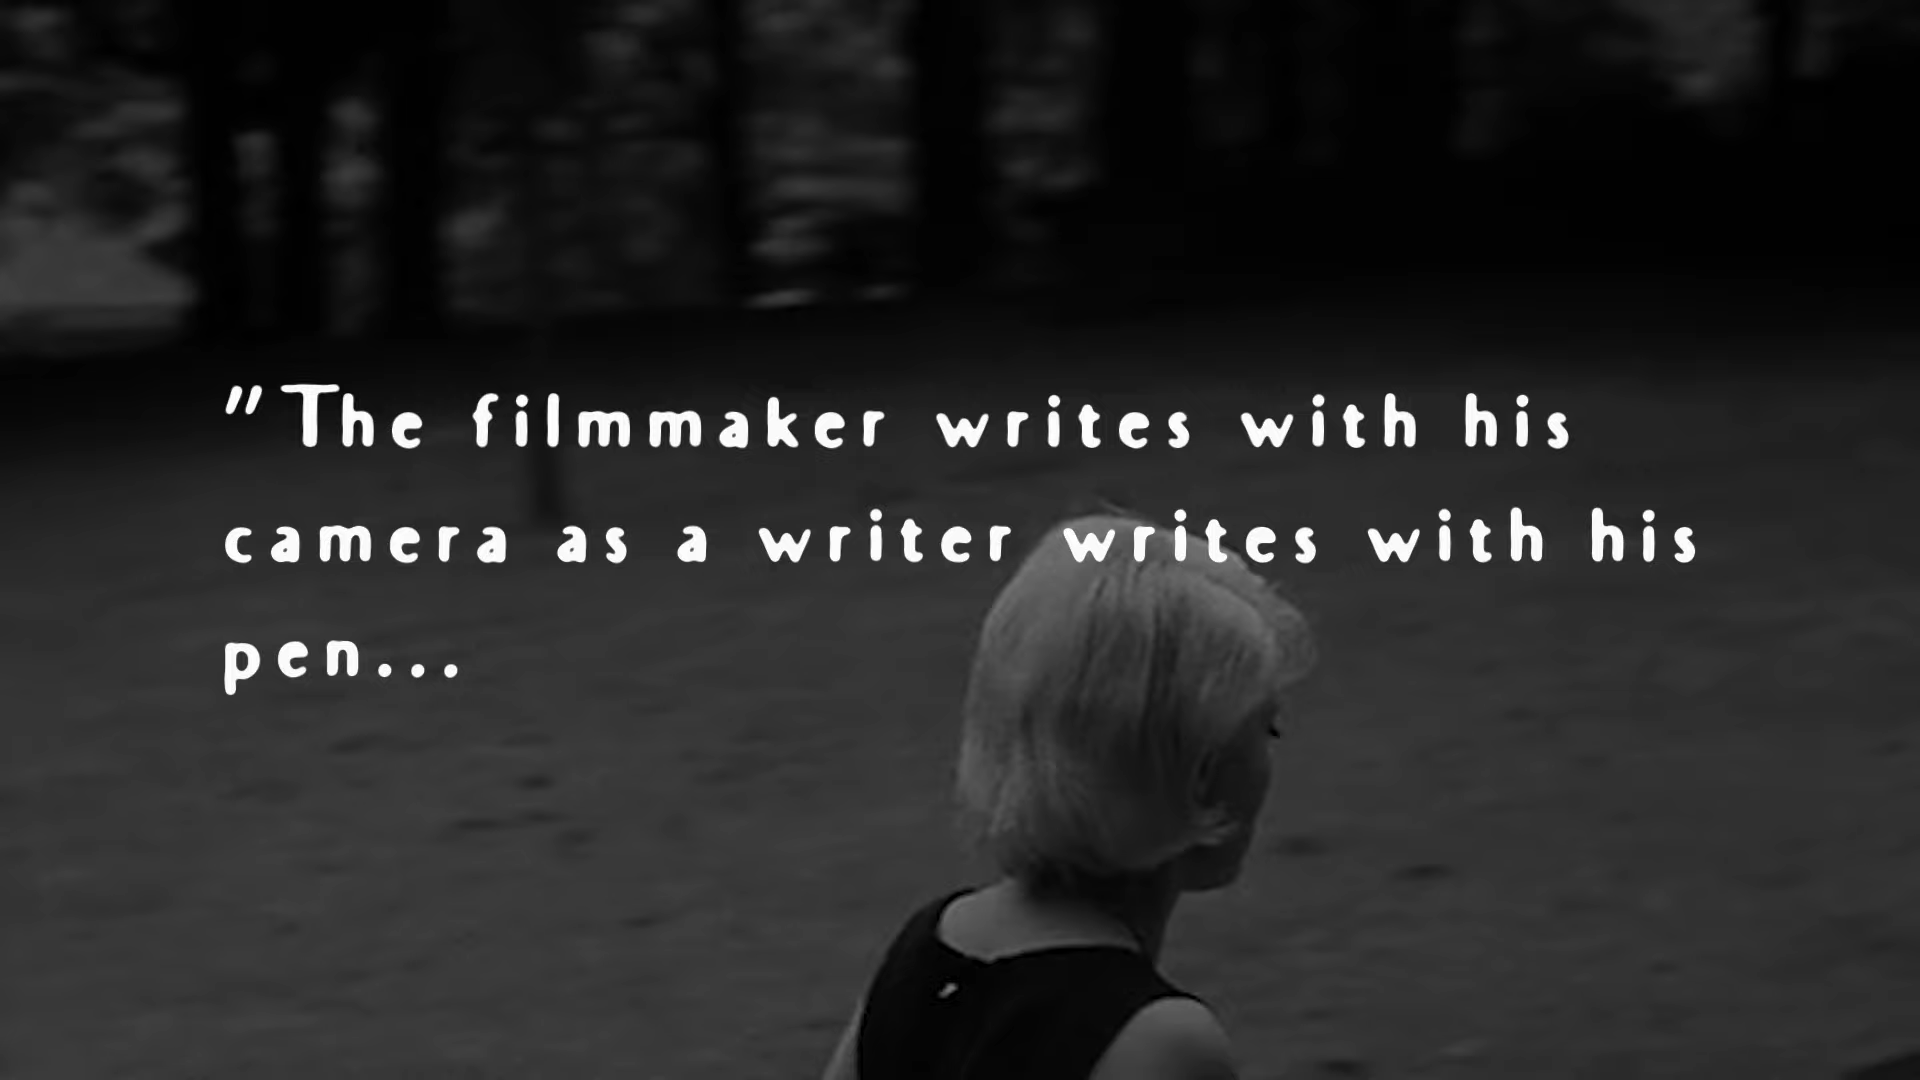 "The filmmaker writes with his
camera as a writer writes with his
pen...